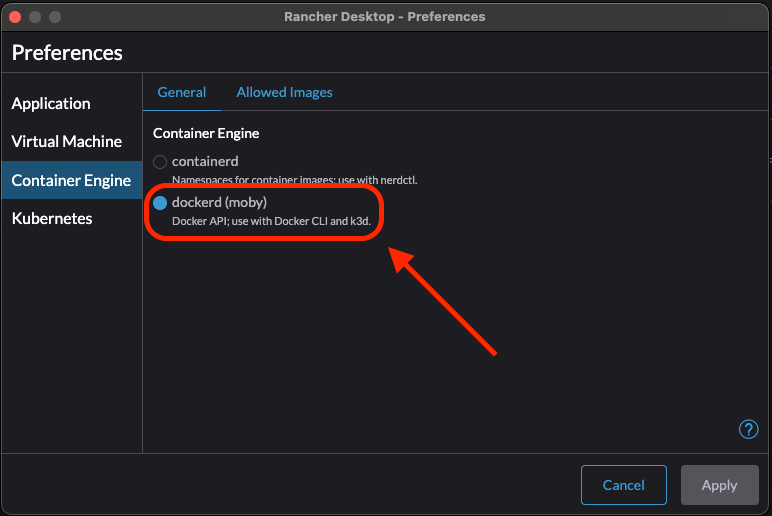 Rancher Desktop - Preferences
Preferences
Application
Virtual Machine
Container Engine
Kubernetes
General
Allowed Images
Container Engine
containerd
Namespaces for container images; use with nerdctl.
dockerd (moby)
Docker API; use with Docker CLI and k3d.
?
Cancel
Apply